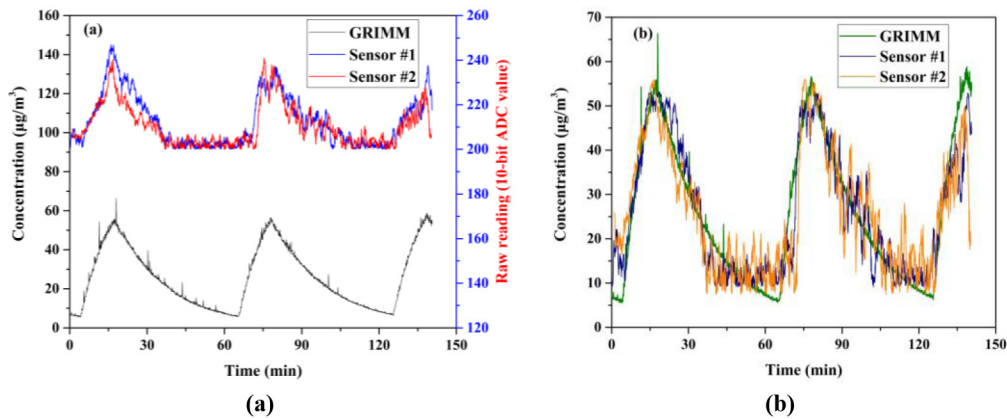 (a)
GRIMM
Sensor #1
Sensor #2
Concentration (μg/m³)
160
140
120
100
80
60
40
20
0
260
240
220
200
180
160
140
120
Raw reading (10-bit ADC value)
0 30 60 90 120 150
Time (min)
(a)
(b)
GRIMM
Sensor #1
Sensor #2
Concentration (μg/m³)
70
60
50
40
30
20
10
0
0 30 60 90 120 150
Time (min)
(b)